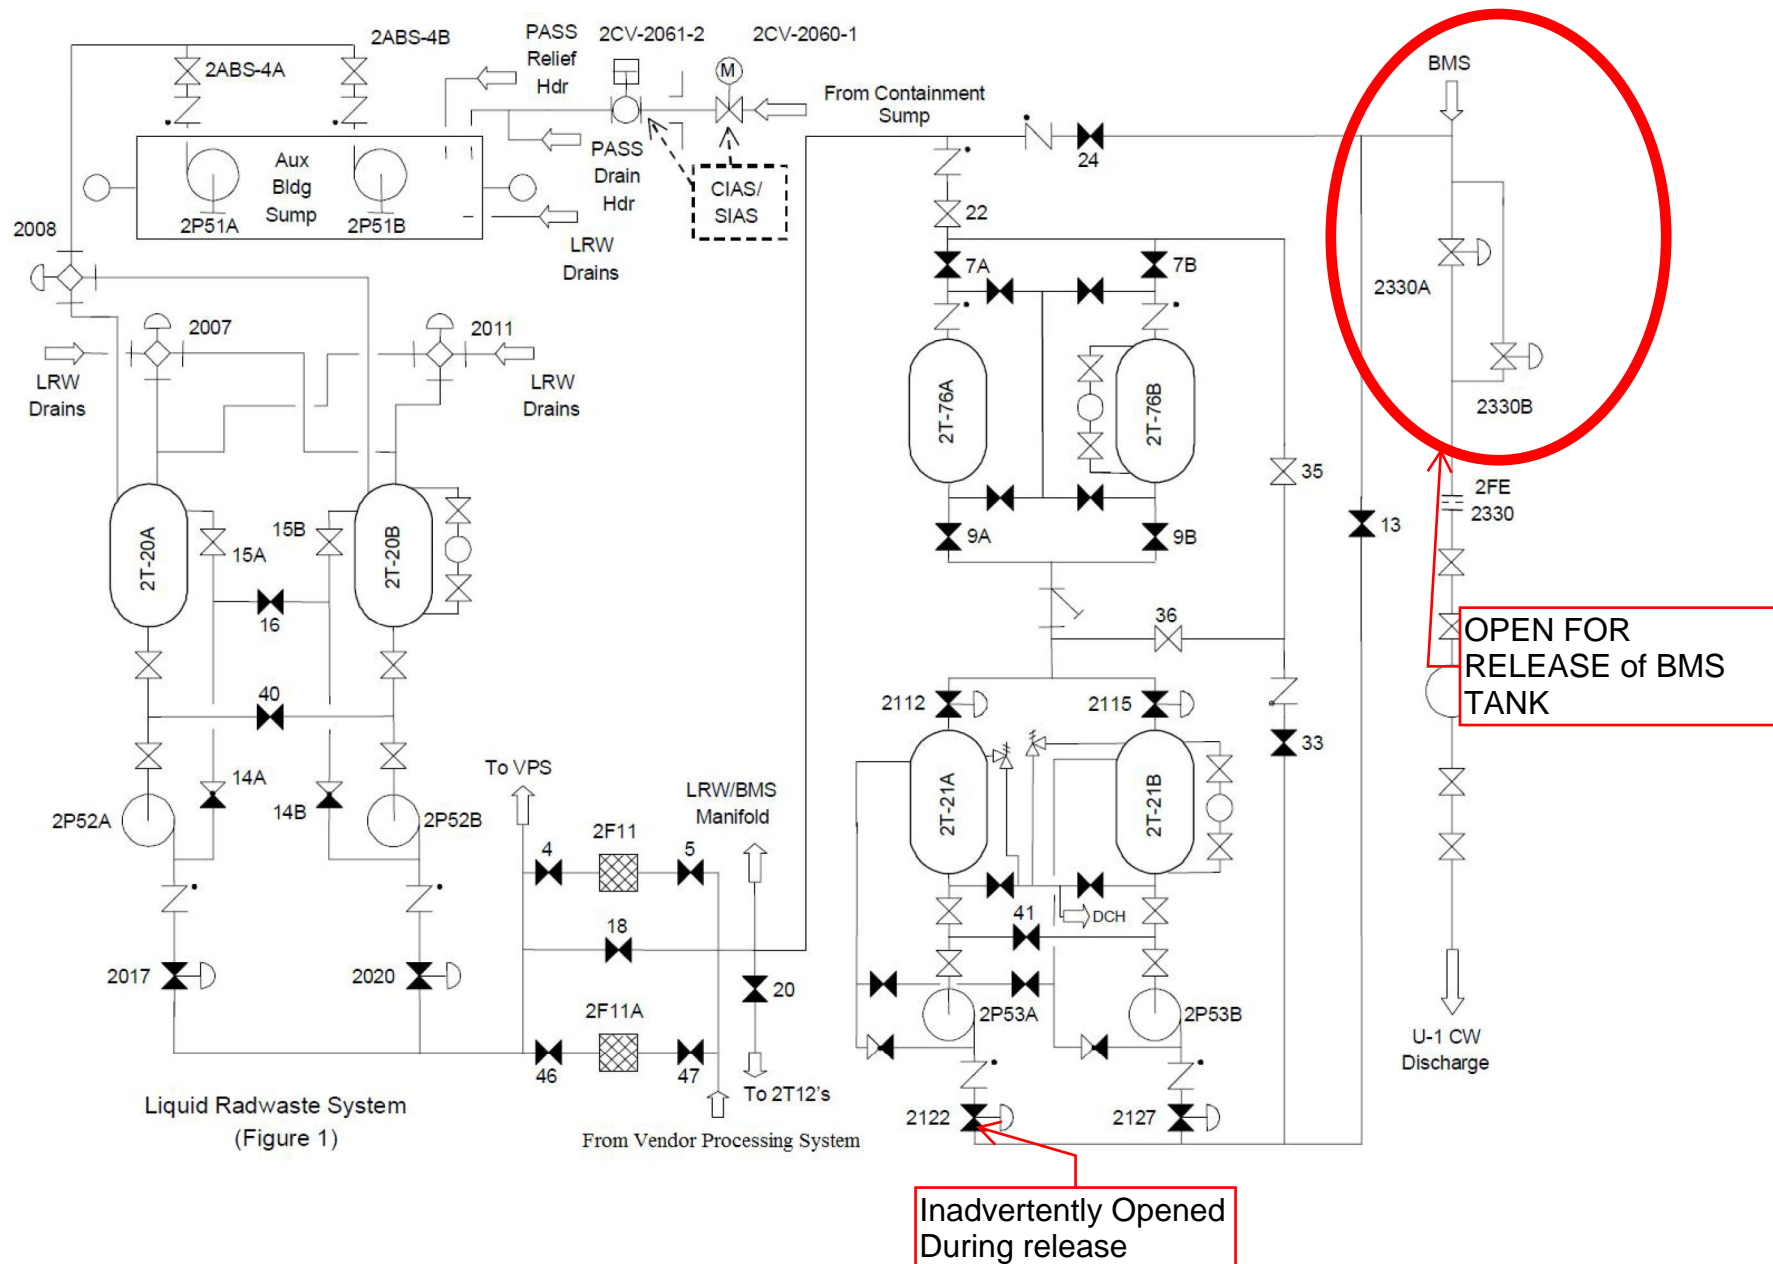 2ABS-4A
2ABS-4B
PASS
Relief
Hdr
2CV-2061-2
2CV-2060-1
M
From Containment
Sump
BMS
Aux
Bldg
Sump
2P51A
2P51B
PASS
Drain
Hdr
CIAS/
SIAS
LRW
Drains
24
22
2008
7A
7B
2330A
2330B
2007
2011
LRW
Drains
LRW
Drains
2T-76A
2T-76B
35
13
2FE
2330
2T-20A
15A
15B
2T-20B
9A
9B
16
36
OPEN FOR
RELEASE of BMS
TANK
40
2112
2115
33
14A
14B
2P52A
2P52B
To VPS
LRW/BMS
Manifold
2T-21A
2T-21B
4
2F11
5
DCH
18
41
2017
2020
20
2F11A
2P53A
2P53B
46
47
To 2T12's
U-1 CW
Discharge
Liquid Radwaste System
(Figure 1)
From Vendor Processing System
2122
2127
Inadvertently Opened
During release